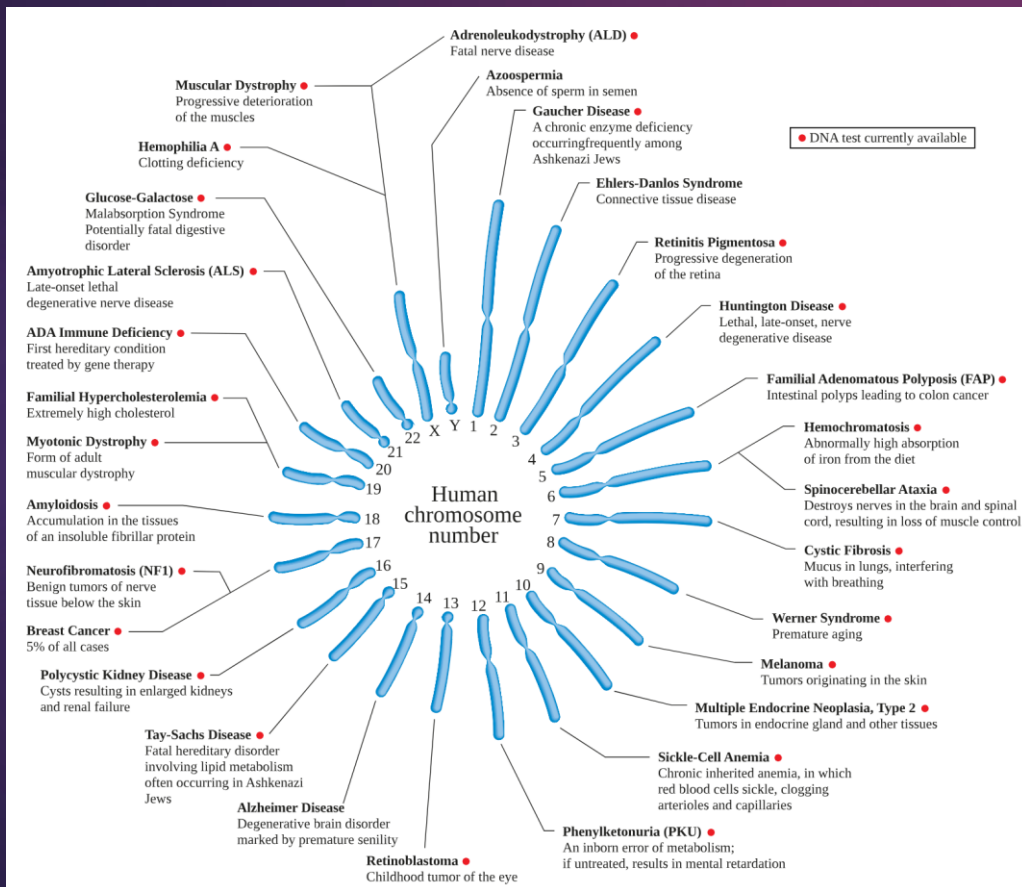 Adrenoleukodystrophy (ALD)
Fatal nerve disease
Azoospermia
Absence of sperm in semen
Muscular Dystrophy
Progressive deterioration
of the muscles
Gaucher Disease
A chronic enzyme deficiency
occurringfrequently among
Ashkenazi Jews
DNA test currently available
Hemophilia A
Clotting deficiency
Ehlers-Danlos Syndrome
Connective tissue disease
Glucose-Galactose
Malabsorption Syndrome
Potentially fatal digestive
disorder
Retinitis Pigmentosa
Progressive degeneration
of the retina
Amyotrophic Lateral Sclerosis (ALS)
Late-onset lethal
degenerative nerve disease
Huntington Disease
Lethal, late-onset, nerve
degenerative disease
ADA Immune Deficiency
First hereditary condition
treated by gene therapy
Familial Adenomatous Polyposis (FAP)
Intestinal polyps leading to colon cancer
Familial Hypercholesterolemia
Extremely high cholesterol
Hemochromatosis
Abnormally high absorption
of iron from the diet
Myotonic Dystrophy
Form of adult
muscular dystrophy
Spinocerebellar Ataxia
Destroys nerves in the brain and spinal
cord, resulting in loss of muscle control
Amyloidosis
Accumulation in the tissues
of an insoluble fibrillar protein
Cystic Fibrosis
Mucus in lungs, interfering
with breathing
Neurofibromatosis (NF1)
Benign tumors of nerve
tissue below the skin
Werner Syndrome
Premature aging
Breast Cancer
5% of all cases
Melanoma
Tumors originating in the skin
Polycystic Kidney Disease
Cysts resulting in enlarged kidneys
and renal failure
Multiple Endocrine Neoplasia, Type 2
Tumors in endocrine gland and other tissues
Tay-Sachs Disease
Fatal hereditary disorder
involving lipid metabolism
often occurring in Ashkenazi
Jews
Sickle-Cell Anemia
Chronic inherited anemia, in which
red blood cells sickle, clogging
arterioles and capillaries
Alzheimer Disease
Degenerative brain disorder
marked by premature senility
Phenylketonuria (PKU)
An inborn error of metabolism;
if untreated, results in mental retardation
Retinoblastoma
Childhood tumor of the eye
Human
chromosome
number
1
2
3
4
5
6
7
8
9
10
11
12
13
14
15
16
17
18
19
20
21
22
X
Y